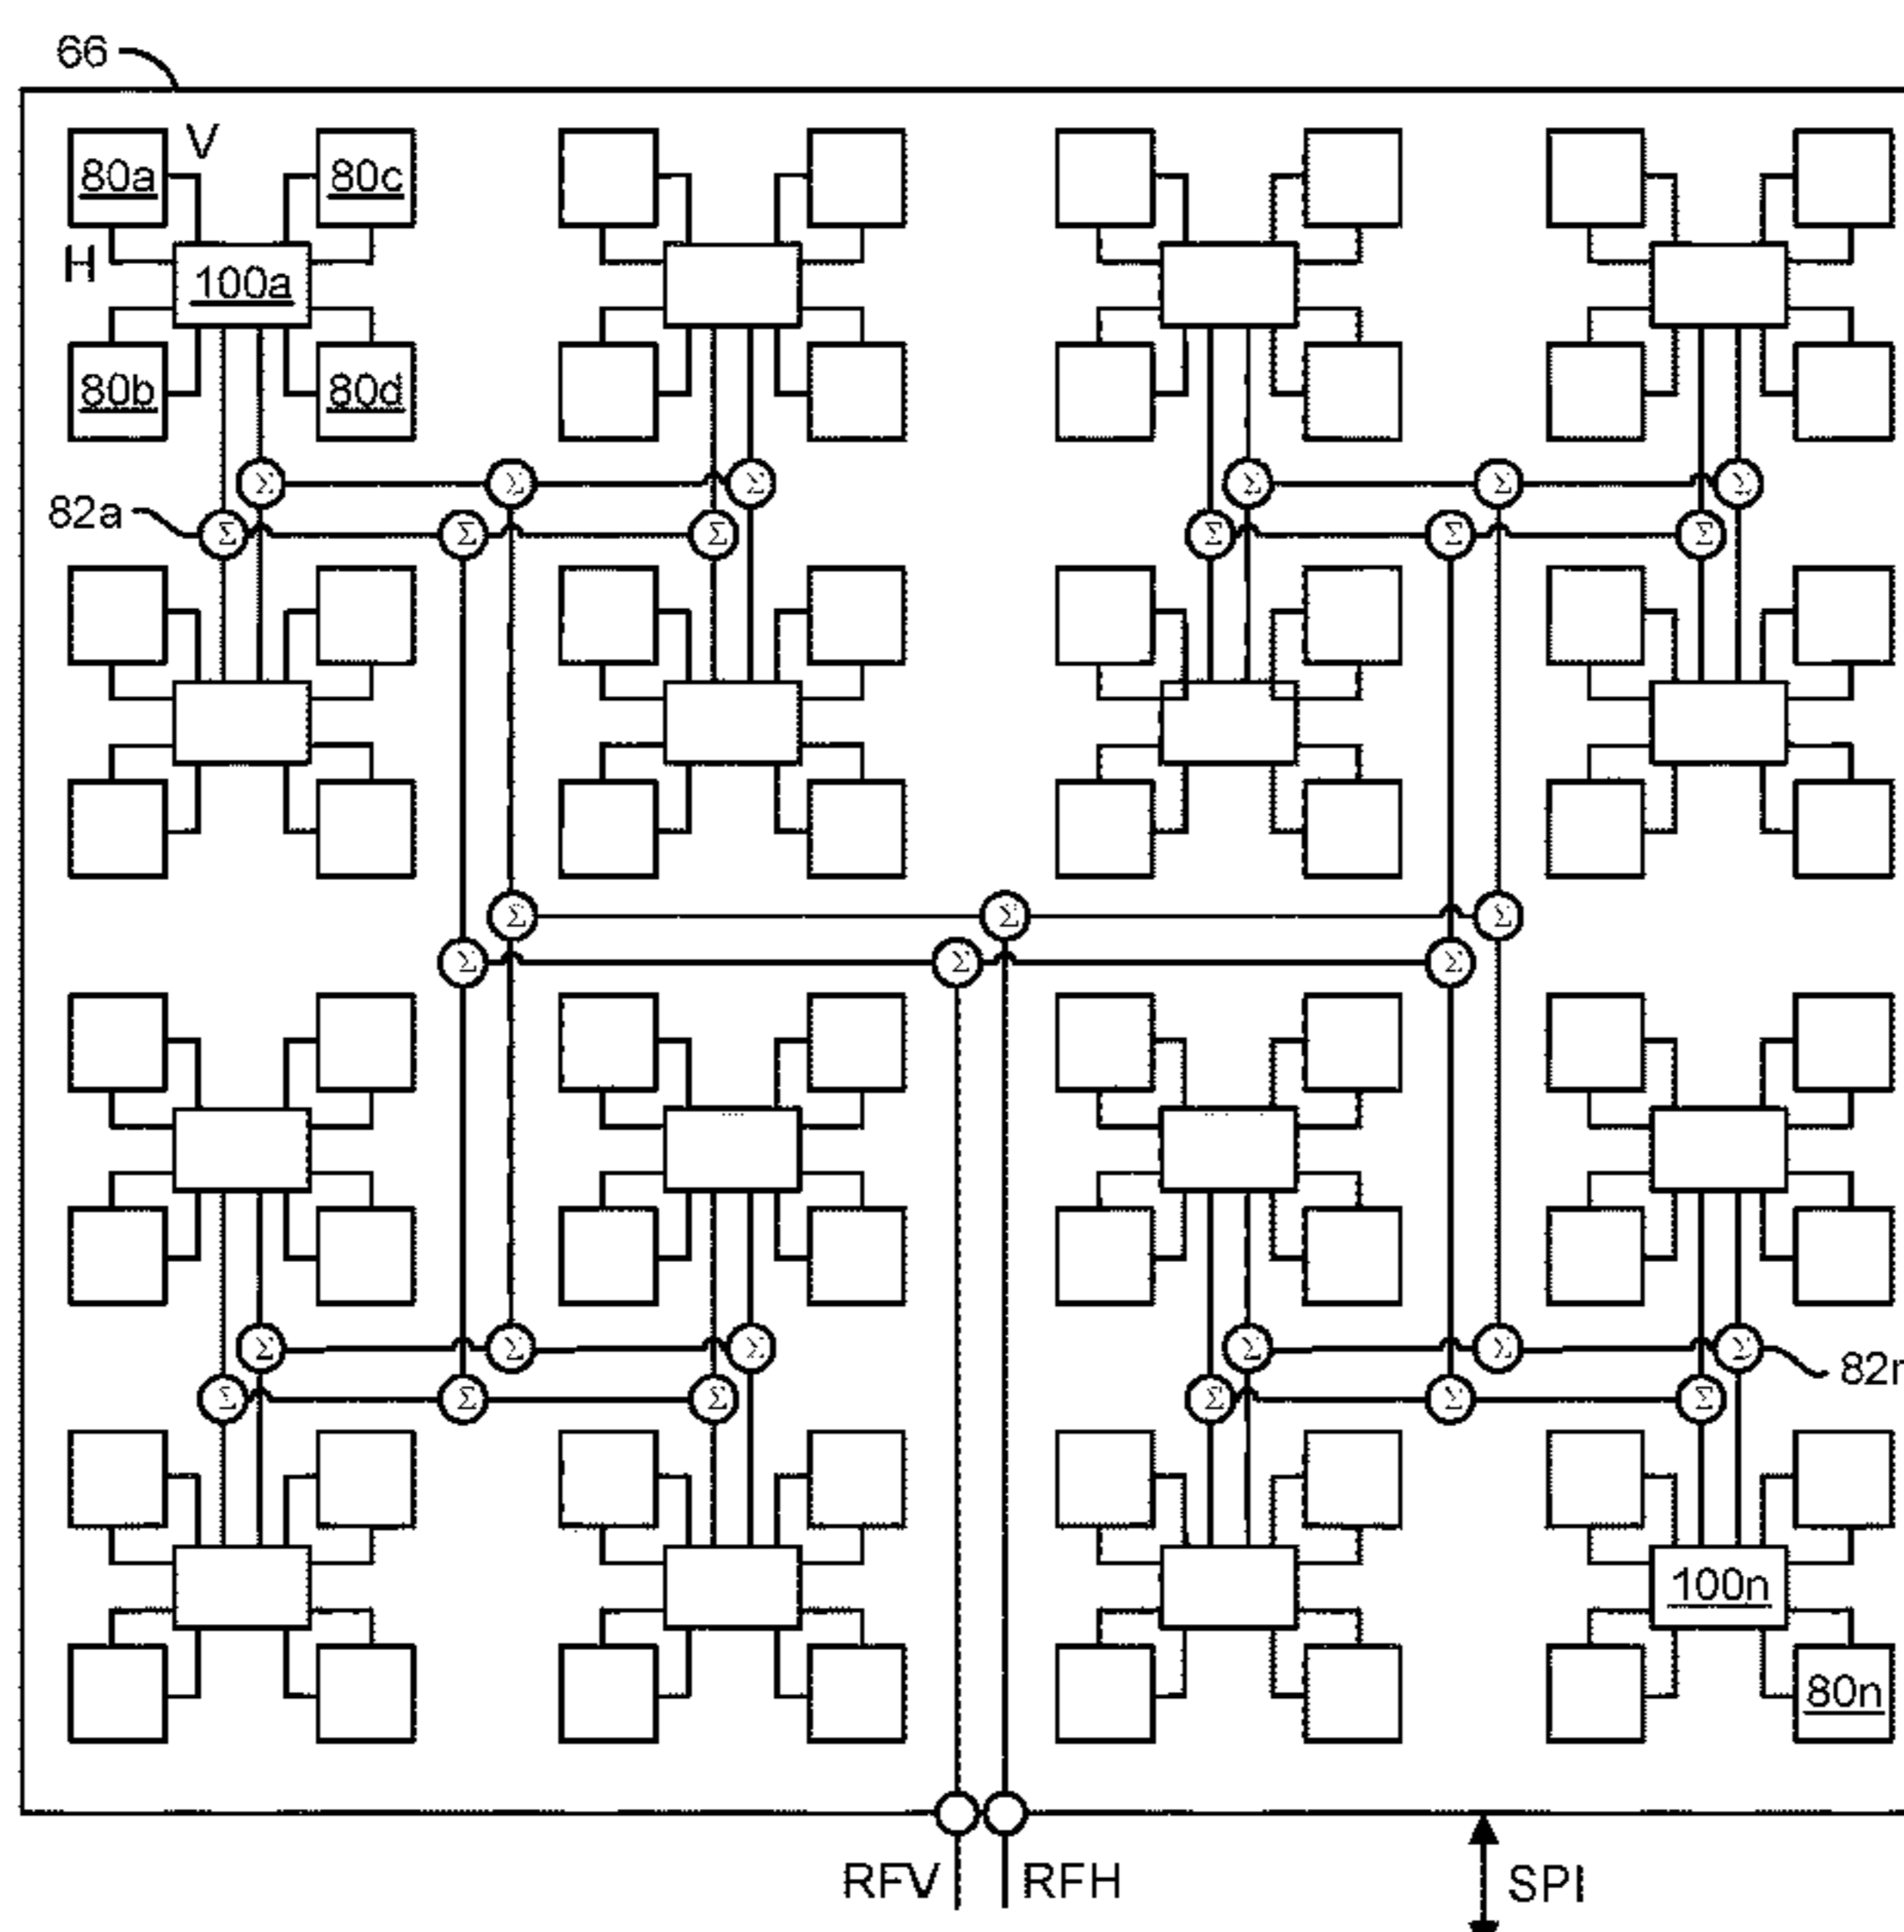 66
V
80a
80c
H
100a
80b
80d
Σ Σ Σ Σ Σ Σ
82a
Σ Σ Σ Σ Σ Σ
Σ Σ Σ
Σ Σ Σ
Σ Σ Σ Σ Σ Σ
82n
Σ Σ Σ Σ Σ Σ
100n
80n
RFV
RFH
SPI